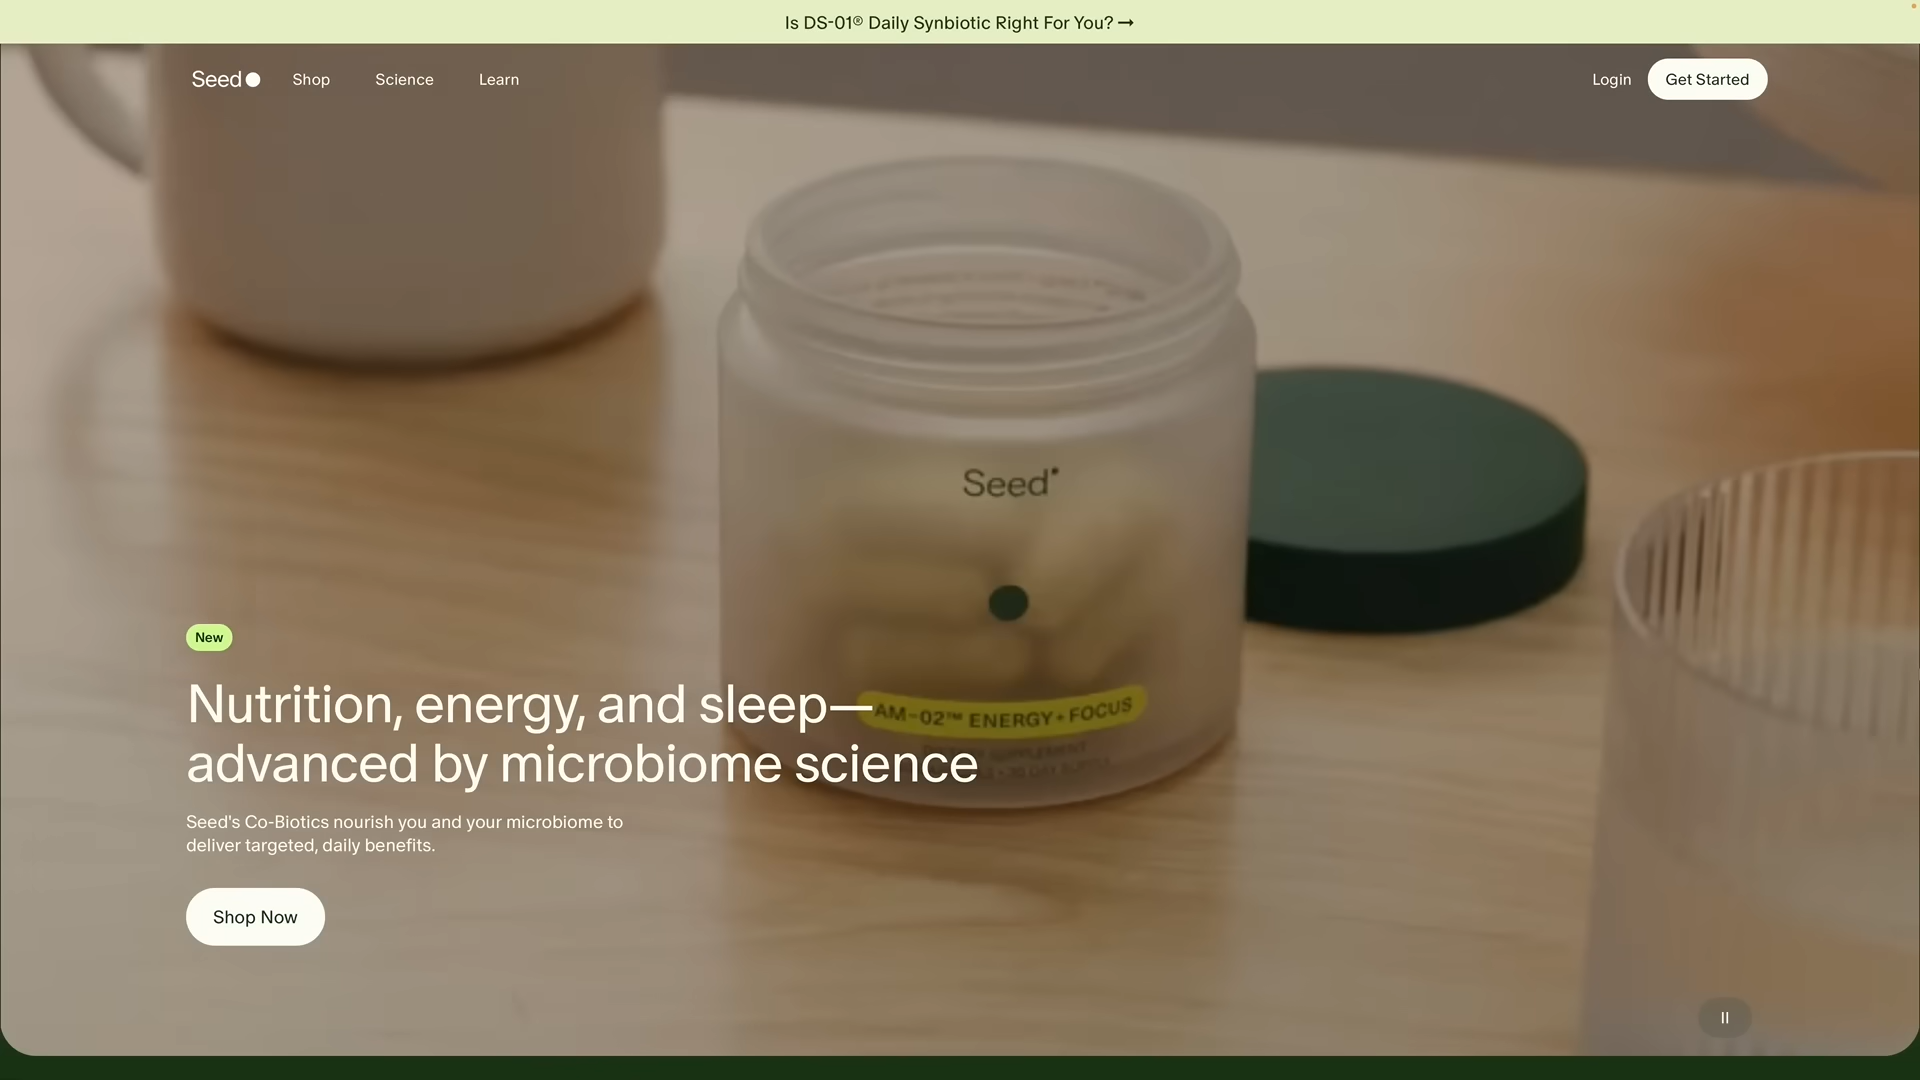 Is DS-01® Daily Synbiotic Right For You? →
Seed
Shop
Science
Learn
Login
Get Started
Seed
New
Nutrition, energy, and sleep—
advanced by microbiome science
AM-02™ ENERGY + FOCUS
SUPPLEMENT
Seed's Co-Biotics nourish you and your microbiome to
deliver targeted, daily benefits.
Shop Now